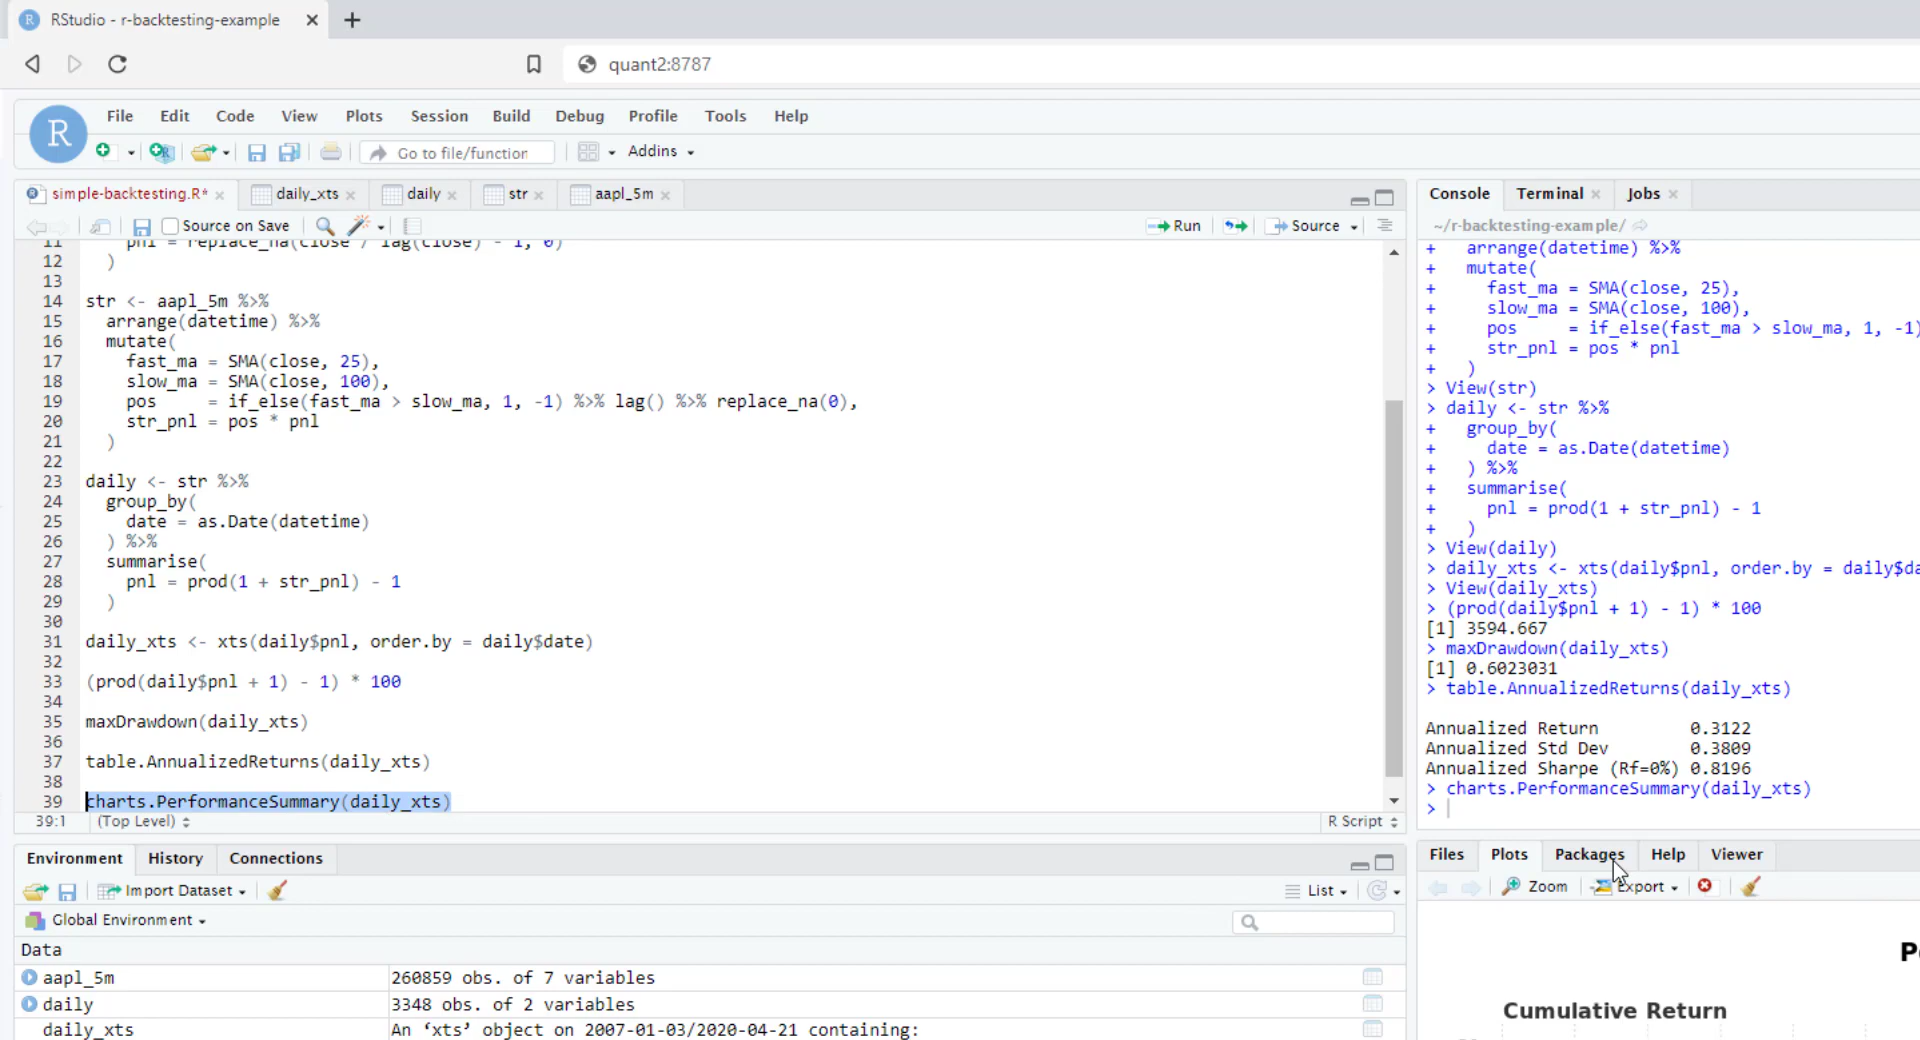 RStudio - r-backtesting-example
quant2:8787
R
File Edit Code View Plots Session Build Debug Profile Tools Help
Go to file/function
Addins
simple-backtesting.R* daily_xts daily str aapl_5m
Source on Save
Run Source
11 pnl = replace_na(close / lag(close) - 1, 0)
12 )
13
14 str <- aapl_5m %>%
15 arrange(datetime) %>%
16 mutate(
17 fast_ma = SMA(close, 25),
18 slow_ma = SMA(close, 100),
19 pos = if_else(fast_ma > slow_ma, 1, -1) %>% lag() %>% replace_na(0),
20 str_pnl = pos * pnl
21 )
22
23 daily <- str %>%
24 group_by(
25 date = as.Date(datetime)
26 ) %>%
27 summarise(
28 pnl = prod(1 + str_pnl) - 1
29 )
30
31 daily_xts <- xts(daily$pnl, order.by = daily$date)
32
33 (prod(daily$pnl + 1) - 1) * 100
34
35 maxDrawdown(daily_xts)
36
37 table.AnnualizedReturns(daily_xts)
38
39 charts.PerformanceSummary(daily_xts)
39:1 (Top Level) R Script
Console Terminal Jobs
~/r-backtesting-example/
+ arrange(datetime) %>%
+ mutate(
+ fast_ma = SMA(close, 25),
+ slow_ma = SMA(close, 100),
+ pos = if_else(fast_ma > slow_ma, 1, -1)
+ str_pnl = pos * pnl
+ )
> View(str)
> daily <- str %>%
+ group_by(
+ date = as.Date(datetime)
+ ) %>%
+ summarise(
+ pnl = prod(1 + str_pnl) - 1
+ )
> View(daily)
> daily_xts <- xts(daily$pnl, order.by = daily$da
> View(daily_xts)
> (prod(daily$pnl + 1) - 1) * 100
[1] 3594.667
> maxDrawdown(daily_xts)
[1] 0.6023031
> table.AnnualizedReturns(daily_xts)
Annualized Return 0.3122
Annualized Std Dev 0.3809
Annualized Sharpe (Rf=0%) 0.8196
> charts.PerformanceSummary(daily_xts)
>
Environment History Connections
Import Dataset
List
Global Environment
Data
aapl_5m 260859 obs. of 7 variables
daily 3348 obs. of 2 variables
daily_xts An ‘xts’ object on 2007-01-03/2020-04-21 containing:
Files Plots Packages Help Viewer
Zoom Export
Cumulative Return